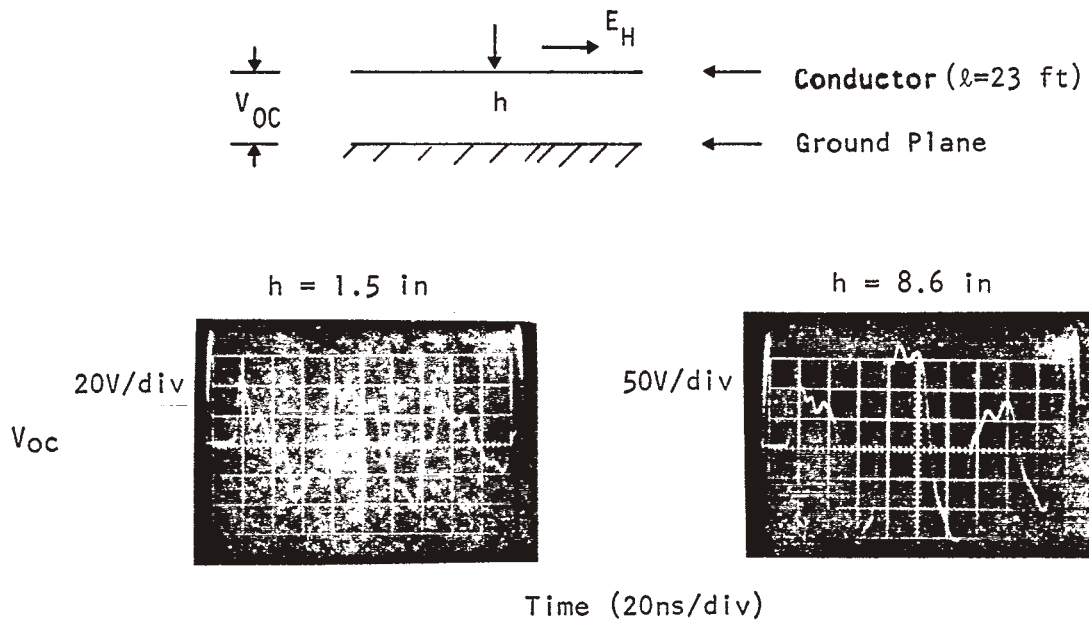 E_H
Conductor (ℓ=23 ft)
V_OC
h
Ground Plane
h = 1.5 in
h = 8.6 in
20V/div
50V/div
Voc
Time (20ns/div)